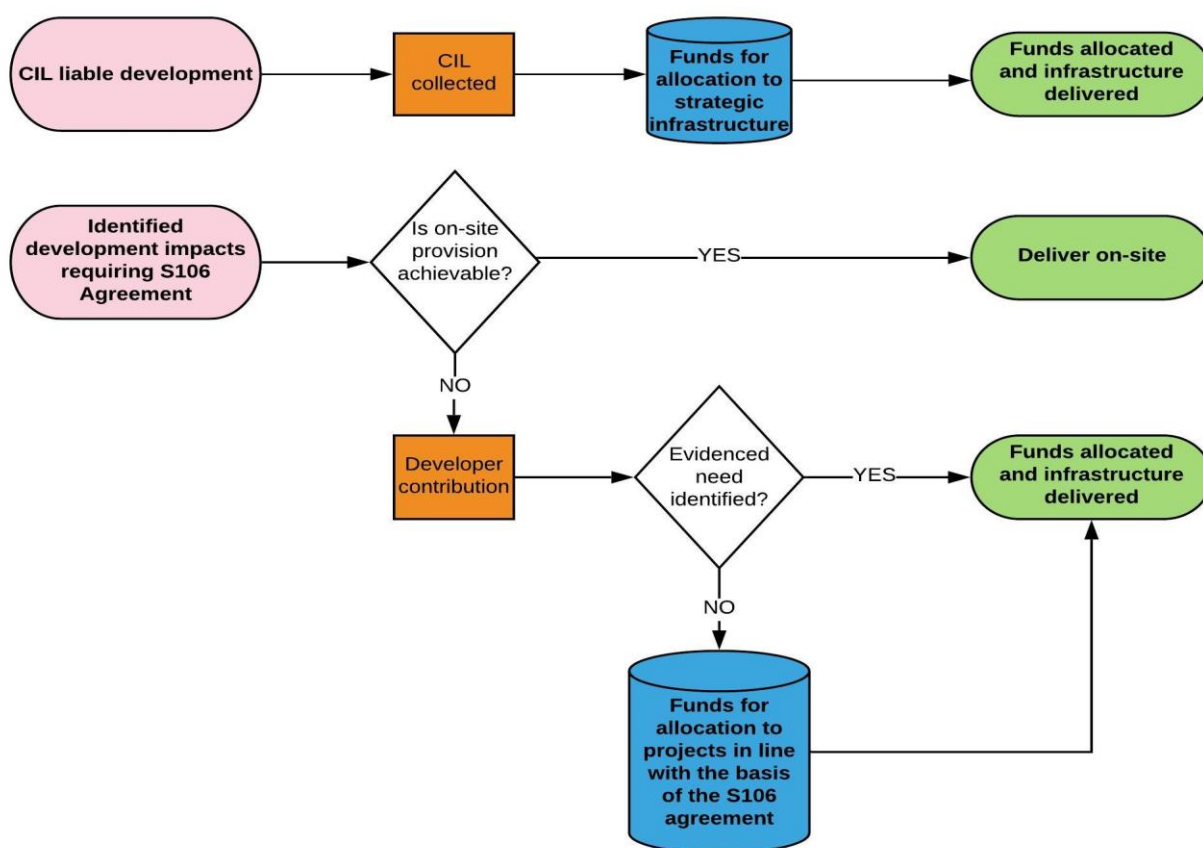 CIL liable development
CIL
collected
Funds for
allocation to
strategic
infrastructure
Funds allocated
and infrastructure
delivered
Identified
development impacts
requiring S106
Agreement
Is on-site
provision
achievable?
YES
Deliver on-site
NO
Developer
contribution
Evidenced
need
identified?
YES
Funds allocated
and infrastructure
delivered
NO
Funds for
allocation to
projects in line
with the basis
of the S106
agreement